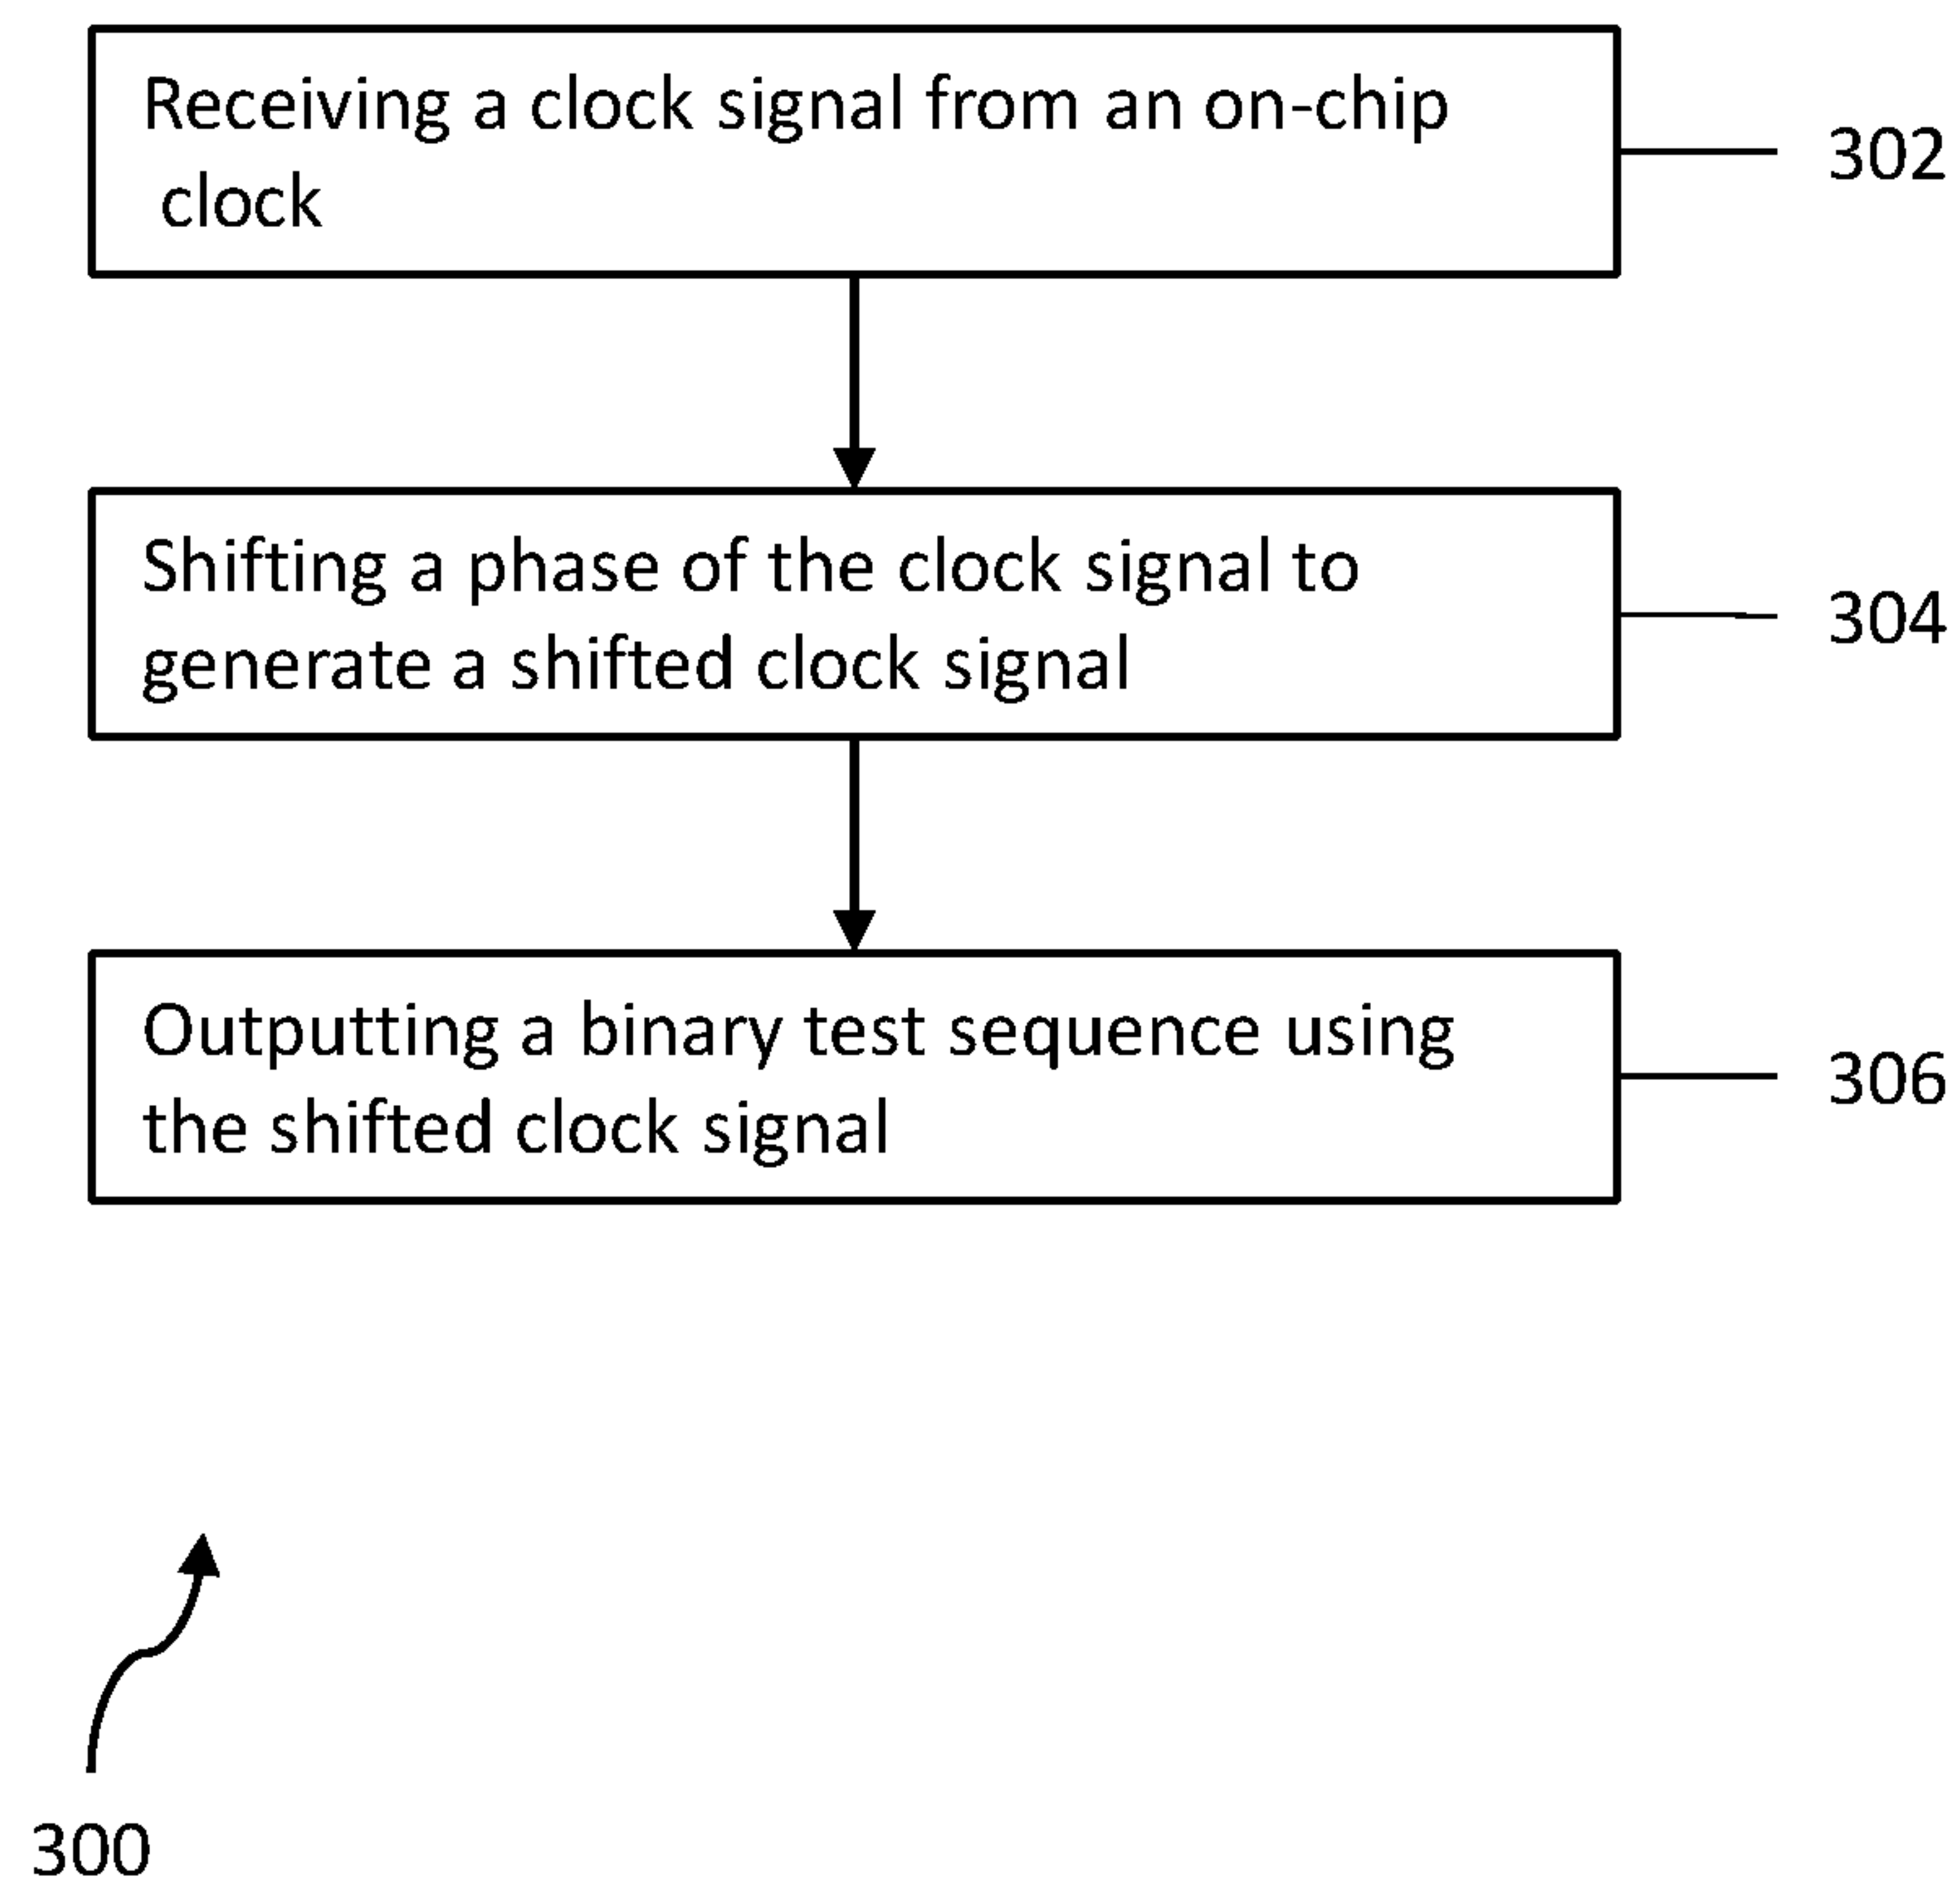 Receiving a clock signal from an on-chip
clock
302
Shifting a phase of the clock signal to
generate a shifted clock signal
304
Outputting a binary test sequence using
the shifted clock signal
306
300